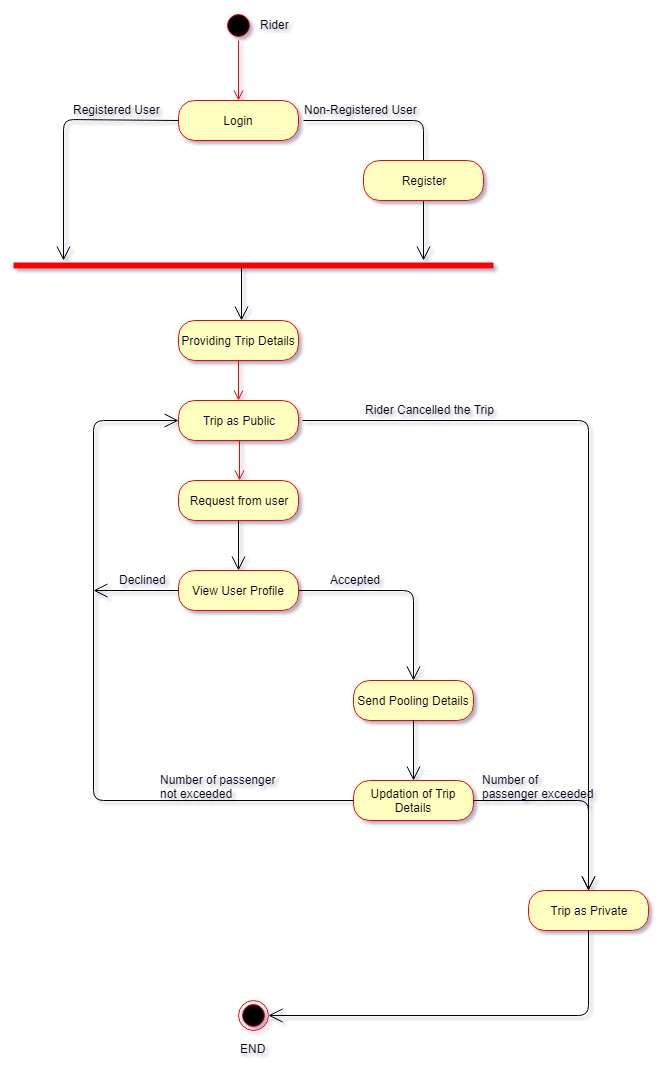 Rider
Registered User
Non-Registered User
Login
Register
Providing Trip Details
Rider Cancelled the Trip
Trip as Public
Request from user
Declined
Accepted
View User Profile
Send Pooling Details
Number of passenger
not exceeded
Updation of Trip
Details
Number of
passenger exceeded
Trip as Private
END